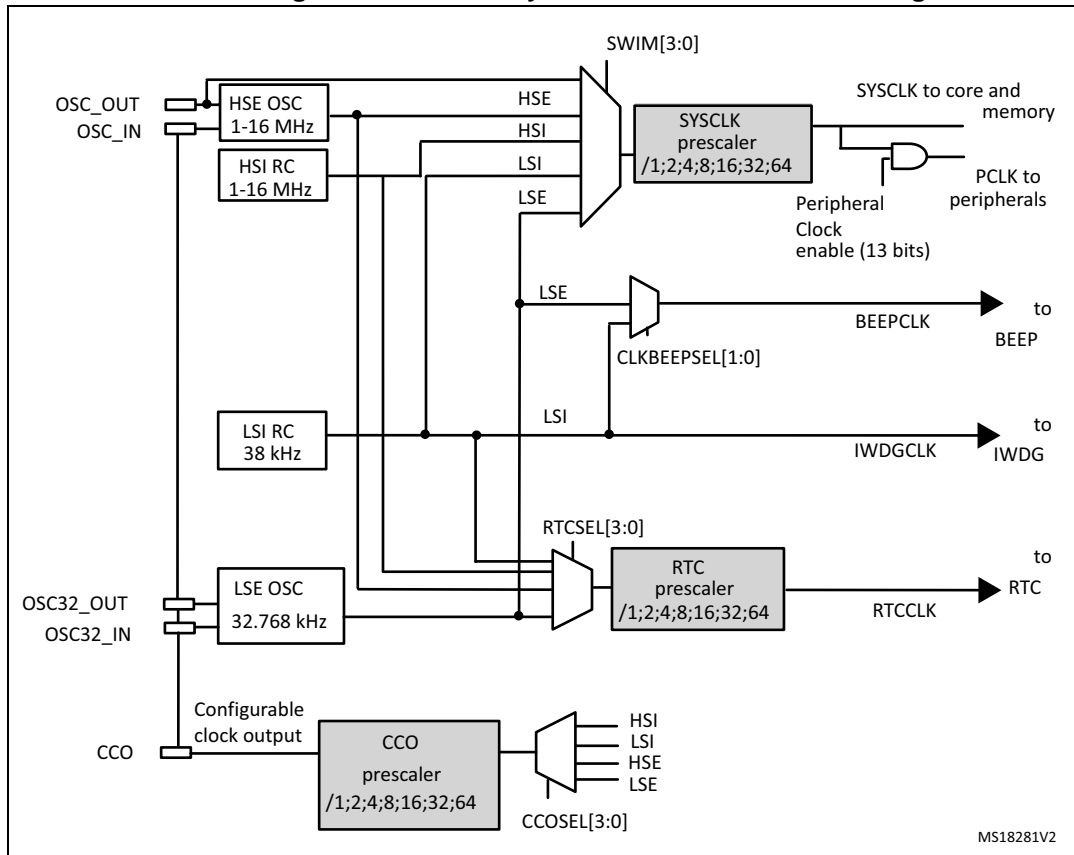 SWIM[3:0]
OSC_OUT
OSC_IN
HSE OSC
1-16 MHz
HSI RC
1-16 MHz
HSE
HSI
LSI
LSE
SYSCLK
prescaler
/1;2;4;8;16;32;64
SYSCLK to core and
memory
PCLK to
peripherals
Peripheral
Clock
enable (13 bits)
LSE
BEEPCLK
to
BEEP
CLKBEEPSEL[1:0]
LSI RC
38 kHz
LSI
IWDGCLK
to
IWDG
RTCSEL[3:0]
OSC32_OUT
OSC32_IN
LSE OSC
32.768 kHz
RTC
prescaler
/1;2;4;8;16;32;64
RTCCLK
to
RTC
CCO
Configurable
clock output
CCO
prescaler
/1;2;4;8;16;32;64
HSI
LSI
HSE
LSE
CCOSEL[3:0]
MS18281V2